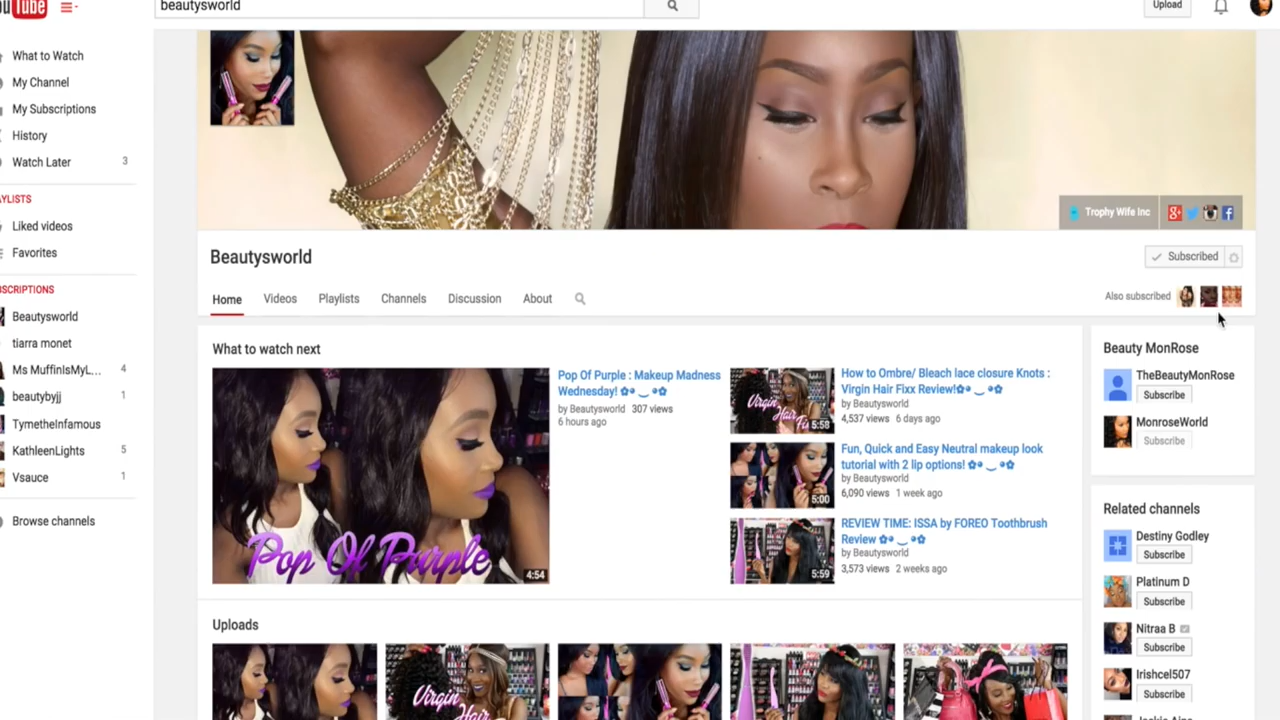 uTube
beautysworld
Upload
What to Watch
My Channel
My Subscriptions
History
Watch Later 3
AYLISTS
Liked videos
Favorites
BSCRIPTIONS
Beautysworld
tiarra monet
Ms MuffinIsMyL... 4
beautybyjj 1
TymetheInfamous
KathleenLights 5
Vsauce 1
Browse channels
Trophy Wife Inc
Beautysworld
Subscribed
Home Videos Playlists Channels Discussion About
Also subscribed
What to watch next
Pop Of Purple
4:54
Pop Of Purple : Makeup Madness
Wednesday! ✿◕ ‿ ◕✿
by Beautysworld 307 views
6 hours ago
Virgin
Hair Fi
5:58
How to Ombre/ Bleach lace closure Knots :
Virgin Hair Fixx Review!✿◕ ‿ ◕✿
by Beautysworld
4,537 views 6 days ago
5:00
Fun, Quick and Easy Neutral makeup look
tutorial with 2 lip options! ✿◕ ‿ ◕✿
by Beautysworld
6,090 views 1 week ago
5:59
REVIEW TIME: ISSA by FOREO Toothbrush
Review ✿◕ ‿ ◕✿
by Beautysworld
3,573 views 2 weeks ago
Uploads
Virgin
Beauty MonRose
TheBeautyMonRose
Subscribe
MonroseWorld
Subscribe
Related channels
Destiny Godley
Subscribe
Platinum D
Subscribe
Nitraa B
Subscribe
Irishcel507
Subscribe